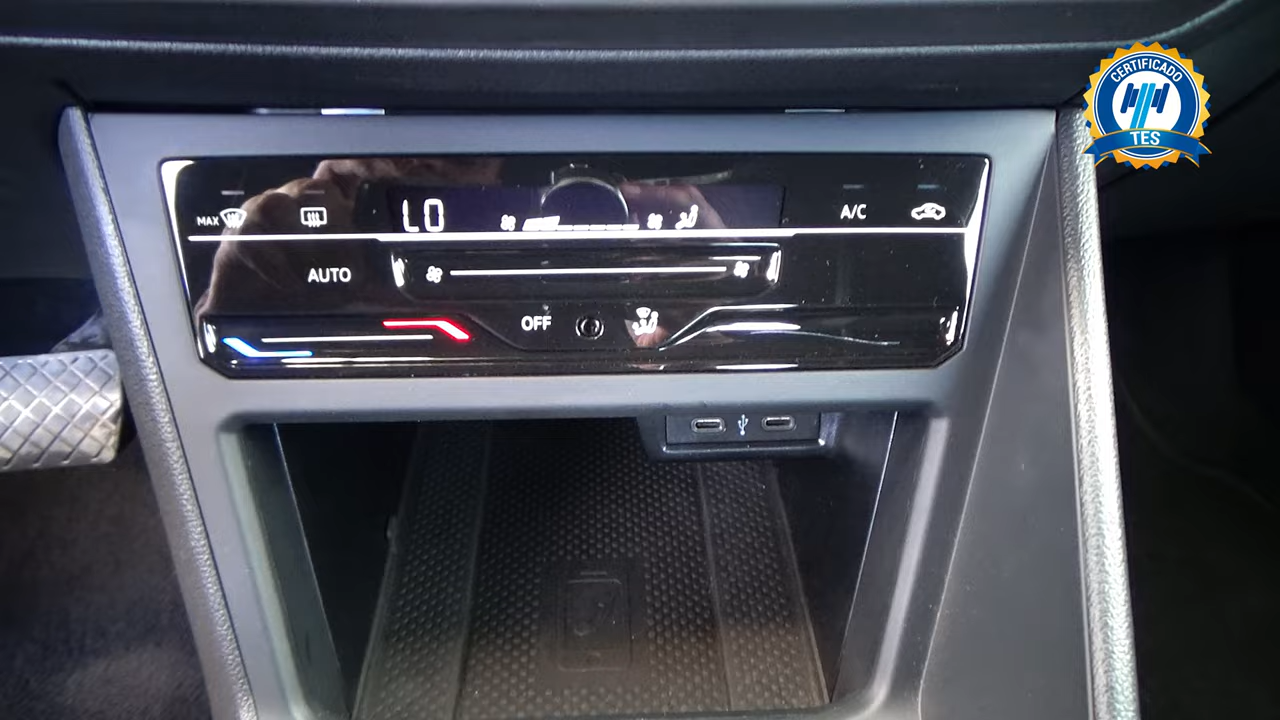 CERTIFICADO
TES
MAX
LO
A/C
AUTO
OFF